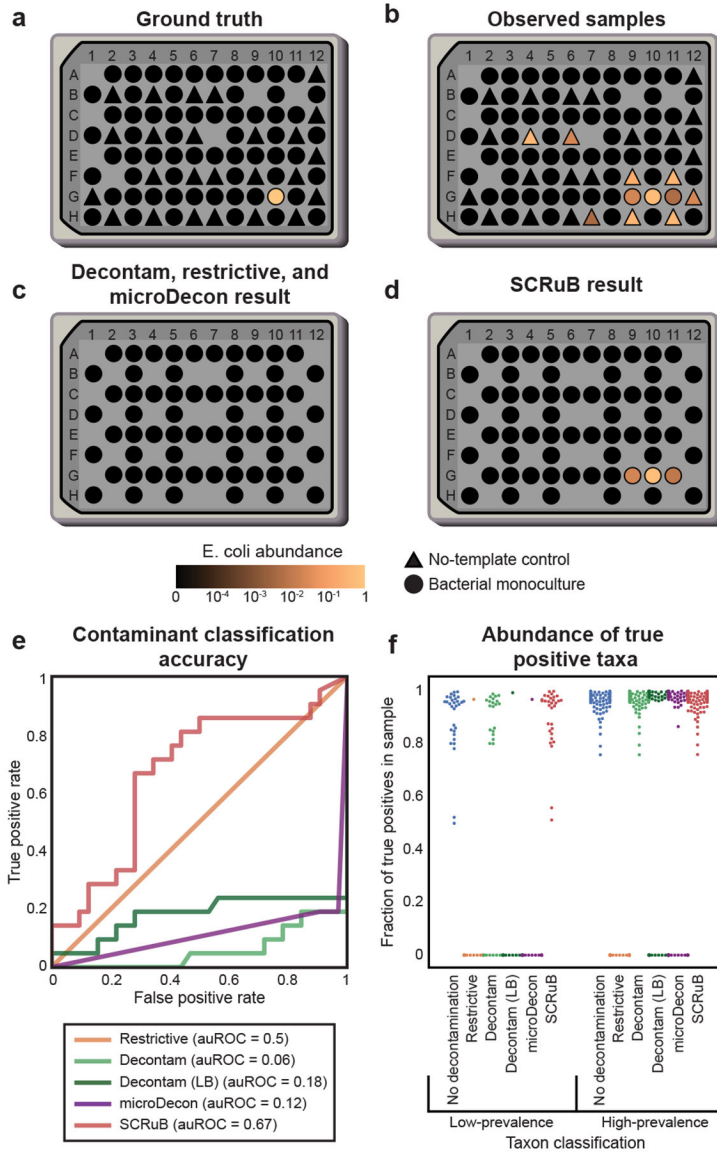 a Ground truth
1 2 3 4 5 6 7 8 9 10 11 12
A
B
C
D
E
F
G
H
b Observed samples
1 2 3 4 5 6 7 8 9 10 11 12
A
B
C
D
E
F
G
H
c Decontam, restrictive, and
microDecon result
1 2 3 4 5 6 7 8 9 10 11 12
A
B
C
D
E
F
G
H
d SCRuB result
1 2 3 4 5 6 7 8 9 10 11 12
A
B
C
D
E
F
G
H
E. coli abundance
0 10⁻⁴ 10⁻² 10⁻¹ 1
No-template control
Bacterial monoculture
e Contaminant classification
accuracy
True positive rate
1
0.8
0.6
0.4
0.2
0
0 0.2 0.4 0.6 0.8 1
False positive rate
Restrictive (auROC = 0.5)
Decontam (auROC = 0.06)
Decontam (LB) (auROC = 0.18)
microDecon (auROC = 0.12)
SCRuB (auROC = 0.67)
f Abundance of true
positive taxa
Fraction of true positives in sample
1
0.8
0.6
0.4
0.2
0
No decontamination
Restrictive
Decontam
Decontam (LB)
microDecon
SCRuB
No decontamination
Restrictive
Decontam
Decontam (LB)
microDecon
SCRuB
Low-prevalence High-prevalence
Taxon classification